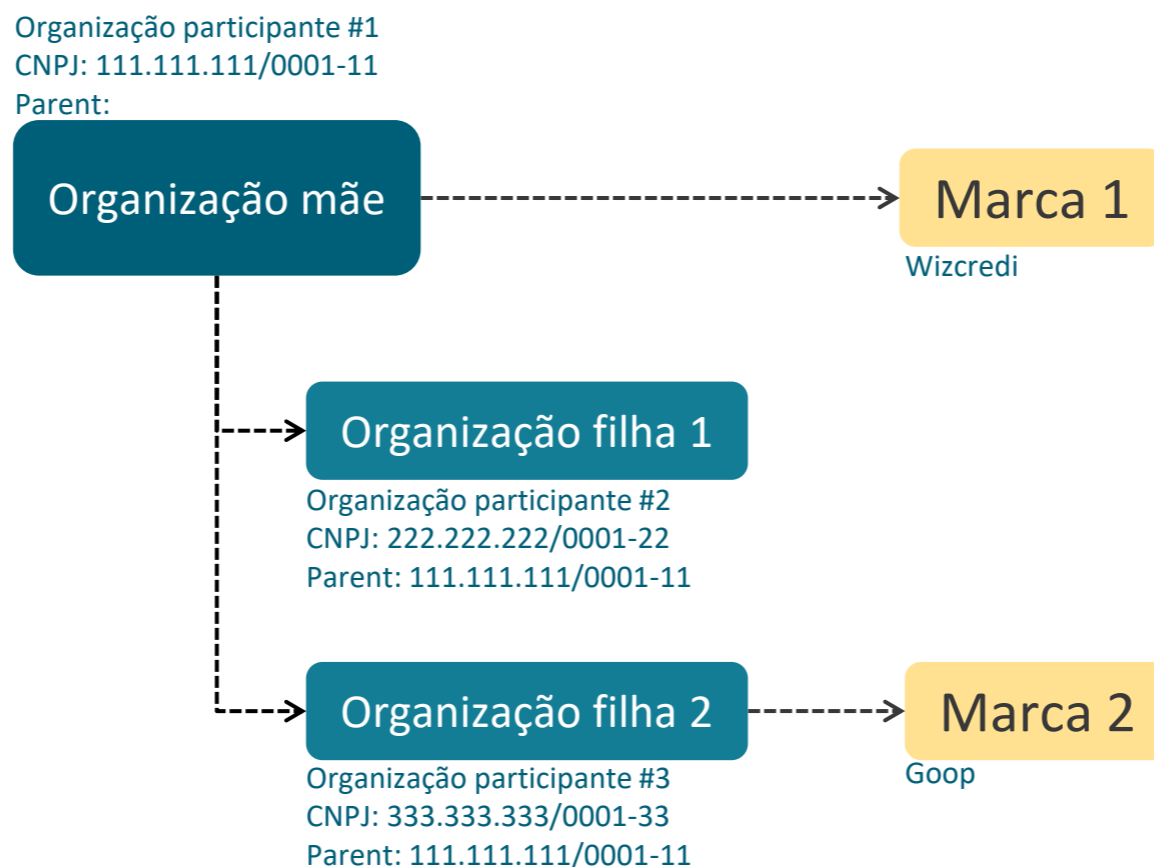 Organização participante #1
CNPJ: 111.111.111/0001-11
Parent:
Organização mãe
Marca 1
Wizcredi
Organização filha 1
Organização participante #2
CNPJ: 222.222.222/0001-22
Parent: 111.111.111/0001-11
Organização filha 2
Marca 2
Goop
Organização participante #3
CNPJ: 333.333.333/0001-33
Parent: 111.111.111/0001-11